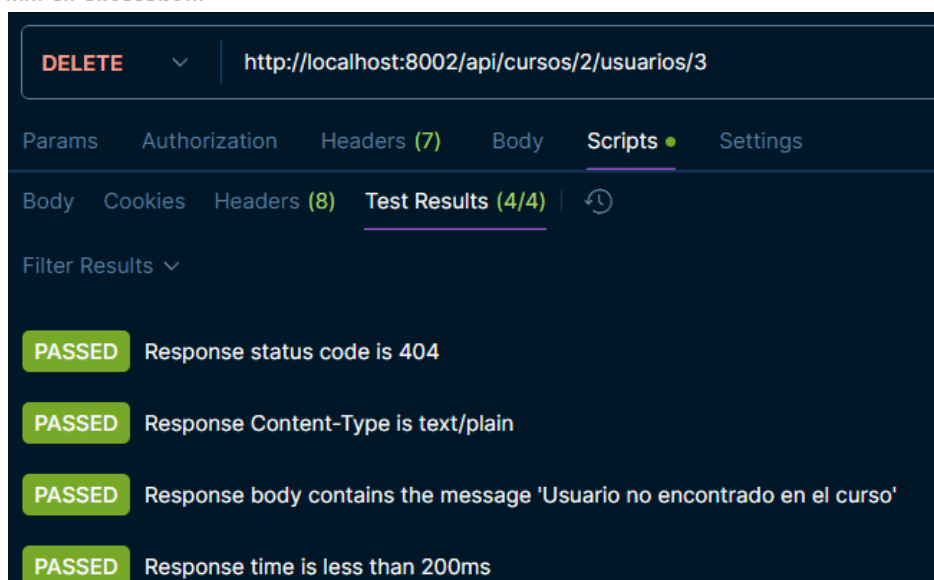 DELETE http://localhost:8002/api/cursos/2/usuarios/3
Params Authorization Headers (7) Body Scripts Settings
Body Cookies Headers (8) Test Results (4/4)
Filter Results
PASSED Response status code is 404
PASSED Response Content-Type is text/plain
PASSED Response body contains the message 'Usuario no encontrado en el curso'
PASSED Response time is less than 200ms